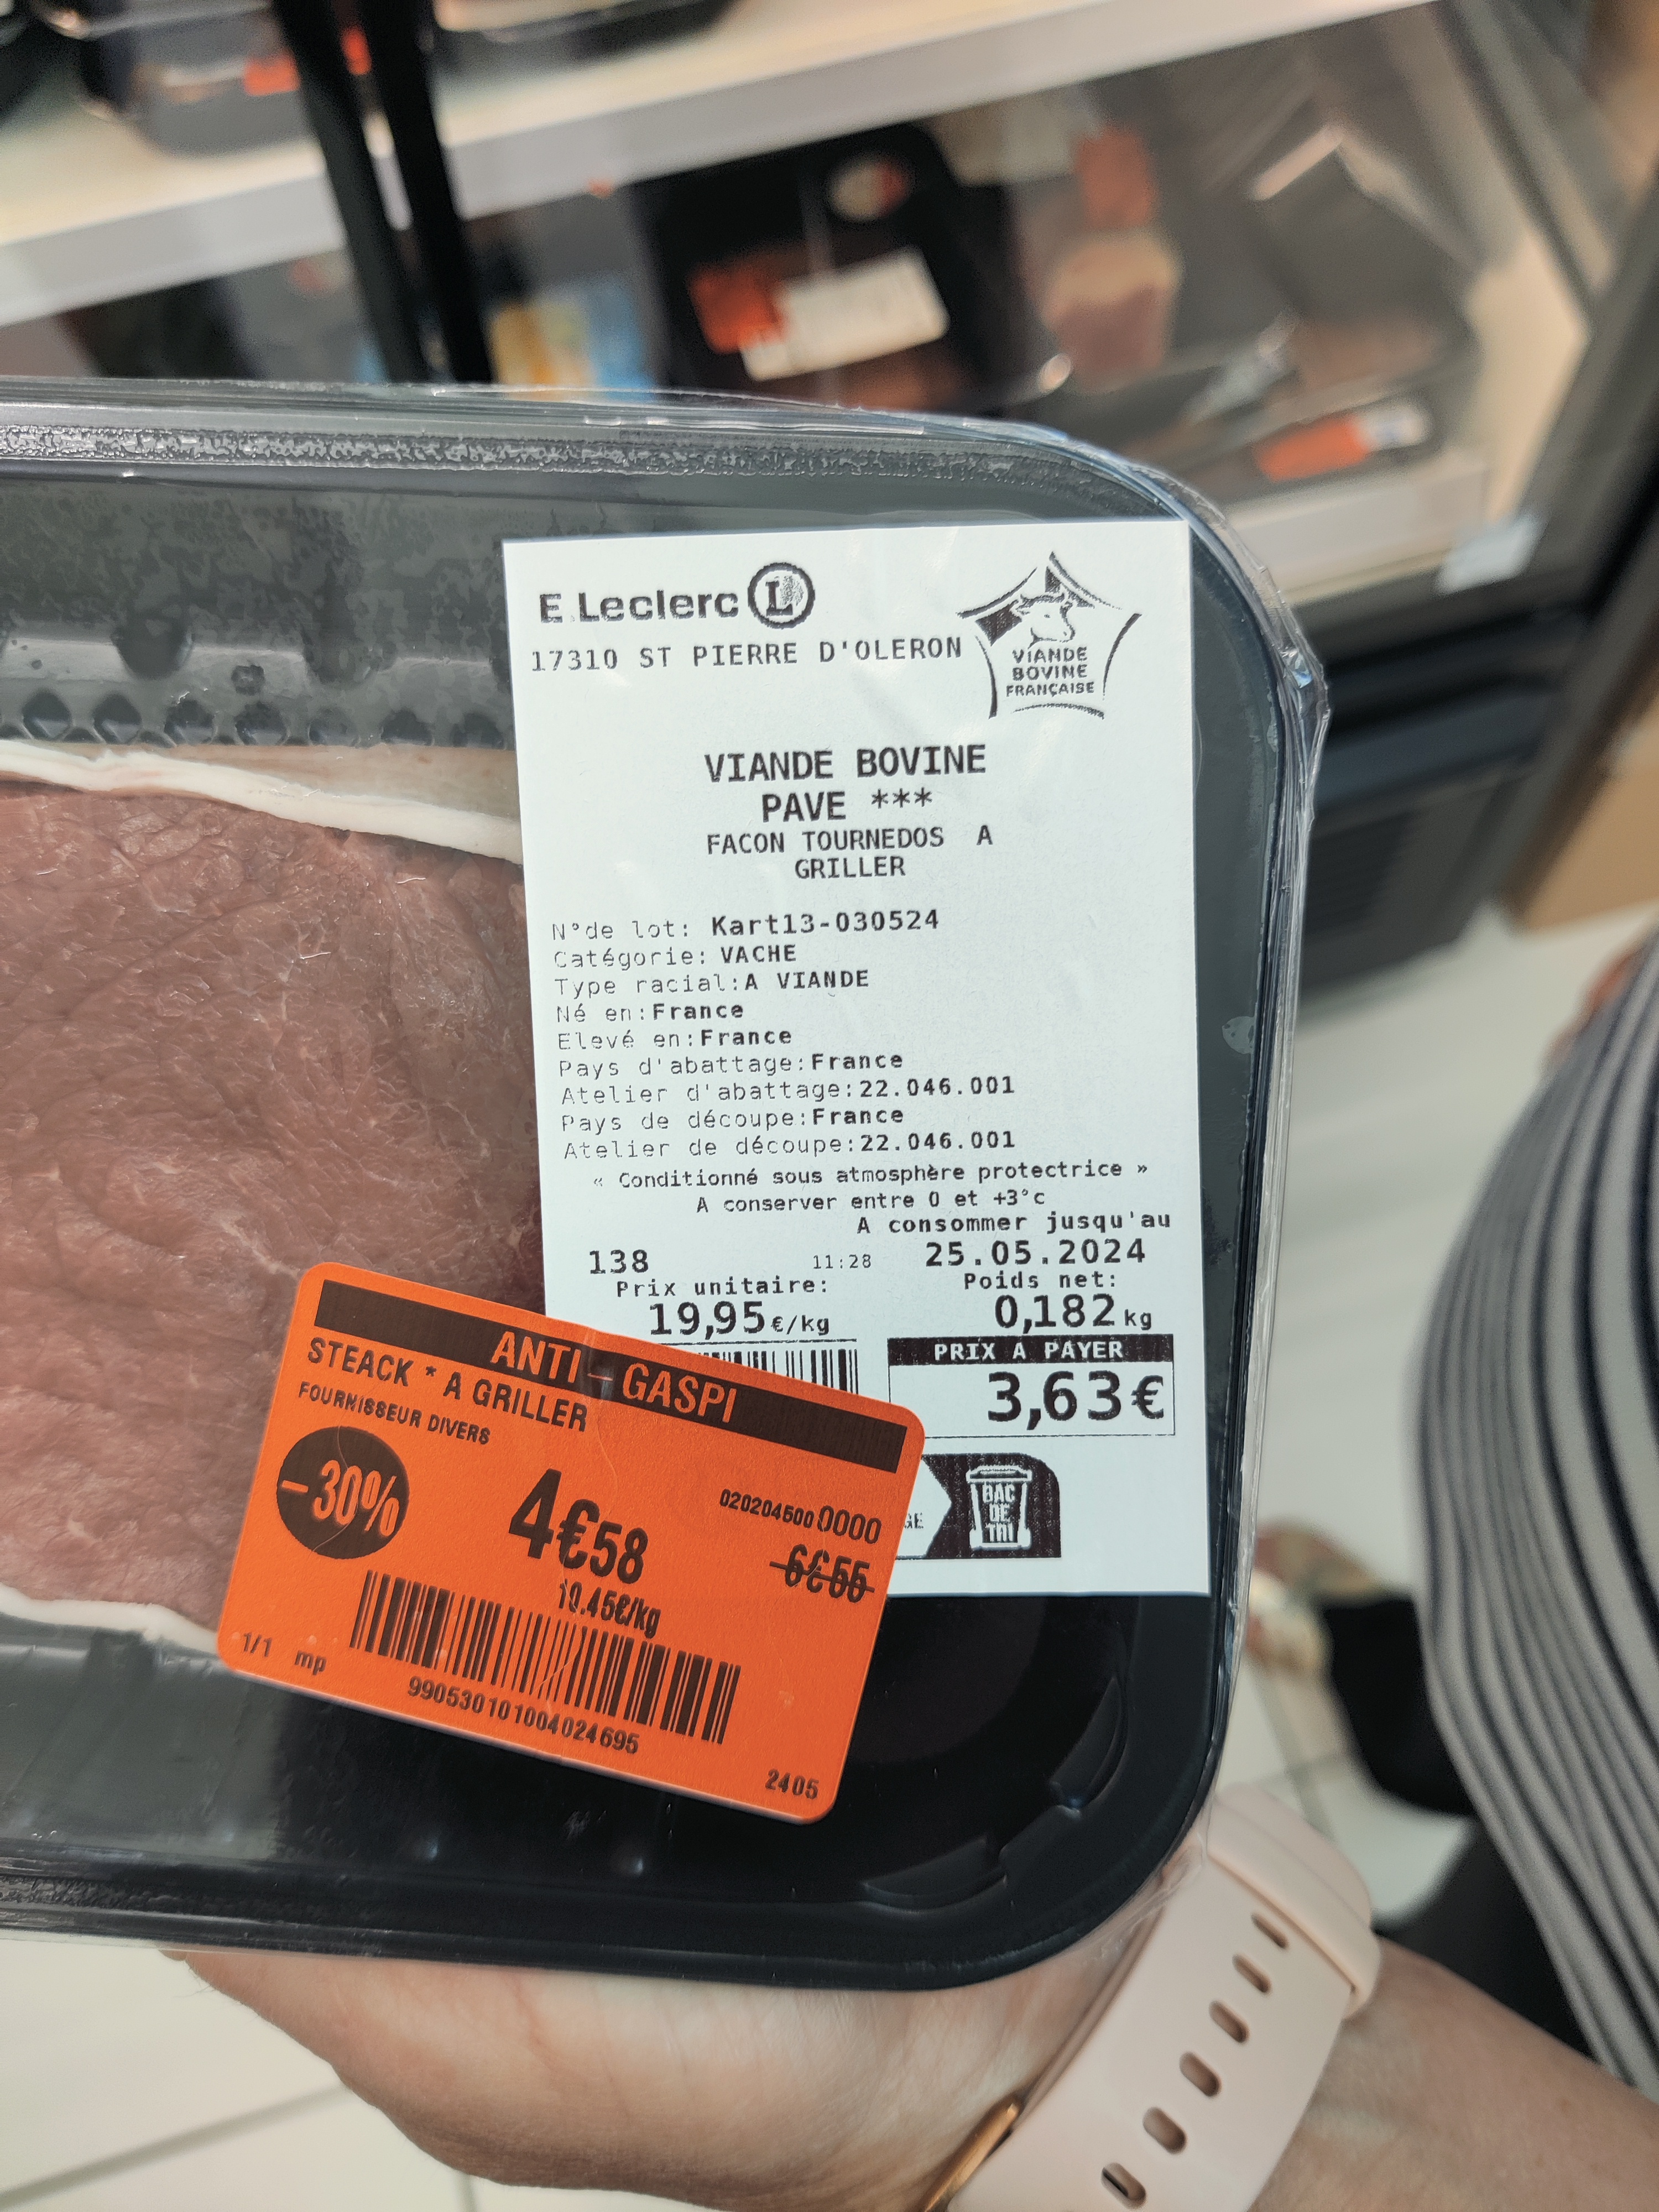 E.Leclerc L
17310 ST PIERRE D'OLERON
VIANDE
BOVINE
FRANÇAISE
VIANDE BOVINE
PAVE ***
FACON TOURNEDOS A
GRILLER
N°de lot: Kart13-030524
Catégorie: VACHE
Type racial:A VIANDE
Né en:France
Elevé en:France
Pays d'abattage:France
Atelier d'abattage:22.046.001
Pays de découpe:France
Atelier de découpe:22.046.001
« Conditionné sous atmosphère protectrice »
A conserver entre 0 et +3°c
A consommer jusqu'au
138 11:28 25.05.2024
Prix unitaire: Poids net:
19,95€/kg 0,182kg
PRIX A PAYER
3,63€
BAC
DE
TRI
ANTI-GASPI
STEACK * A GRILLER
FOURNISSEUR DIVERS
-30%
4€58
0202045000000
6€55
19.45€/kg
1/1 mp
990530101004024695
2405